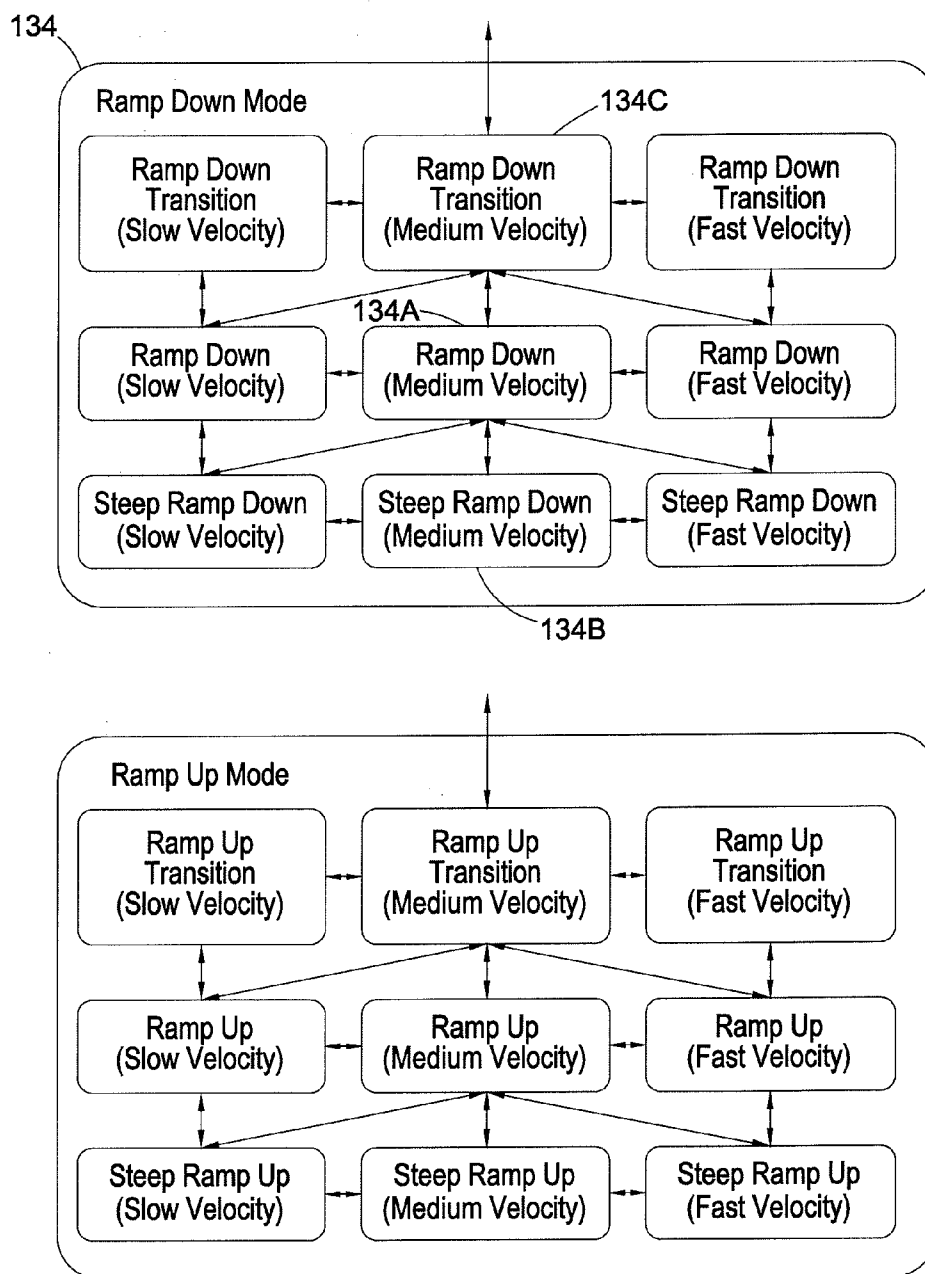 134
Ramp Down Mode
134C
Ramp Down
Transition
(Slow Velocity)
Ramp Down
Transition
(Medium Velocity)
Ramp Down
Transition
(Fast Velocity)
134A
Ramp Down
(Slow Velocity)
Ramp Down
(Medium Velocity)
Ramp Down
(Fast Velocity)
Steep Ramp Down
(Slow Velocity)
Steep Ramp Down
(Medium Velocity)
Steep Ramp Down
(Fast Velocity)
134B
Ramp Up Mode
Ramp Up
Transition
(Slow Velocity)
Ramp Up
Transition
(Medium Velocity)
Ramp Up
Transition
(Fast Velocity)
Ramp Up
(Slow Velocity)
Ramp Up
(Medium Velocity)
Ramp Up
(Fast Velocity)
Steep Ramp Up
(Slow Velocity)
Steep Ramp Up
(Medium Velocity)
Steep Ramp Up
(Fast Velocity)